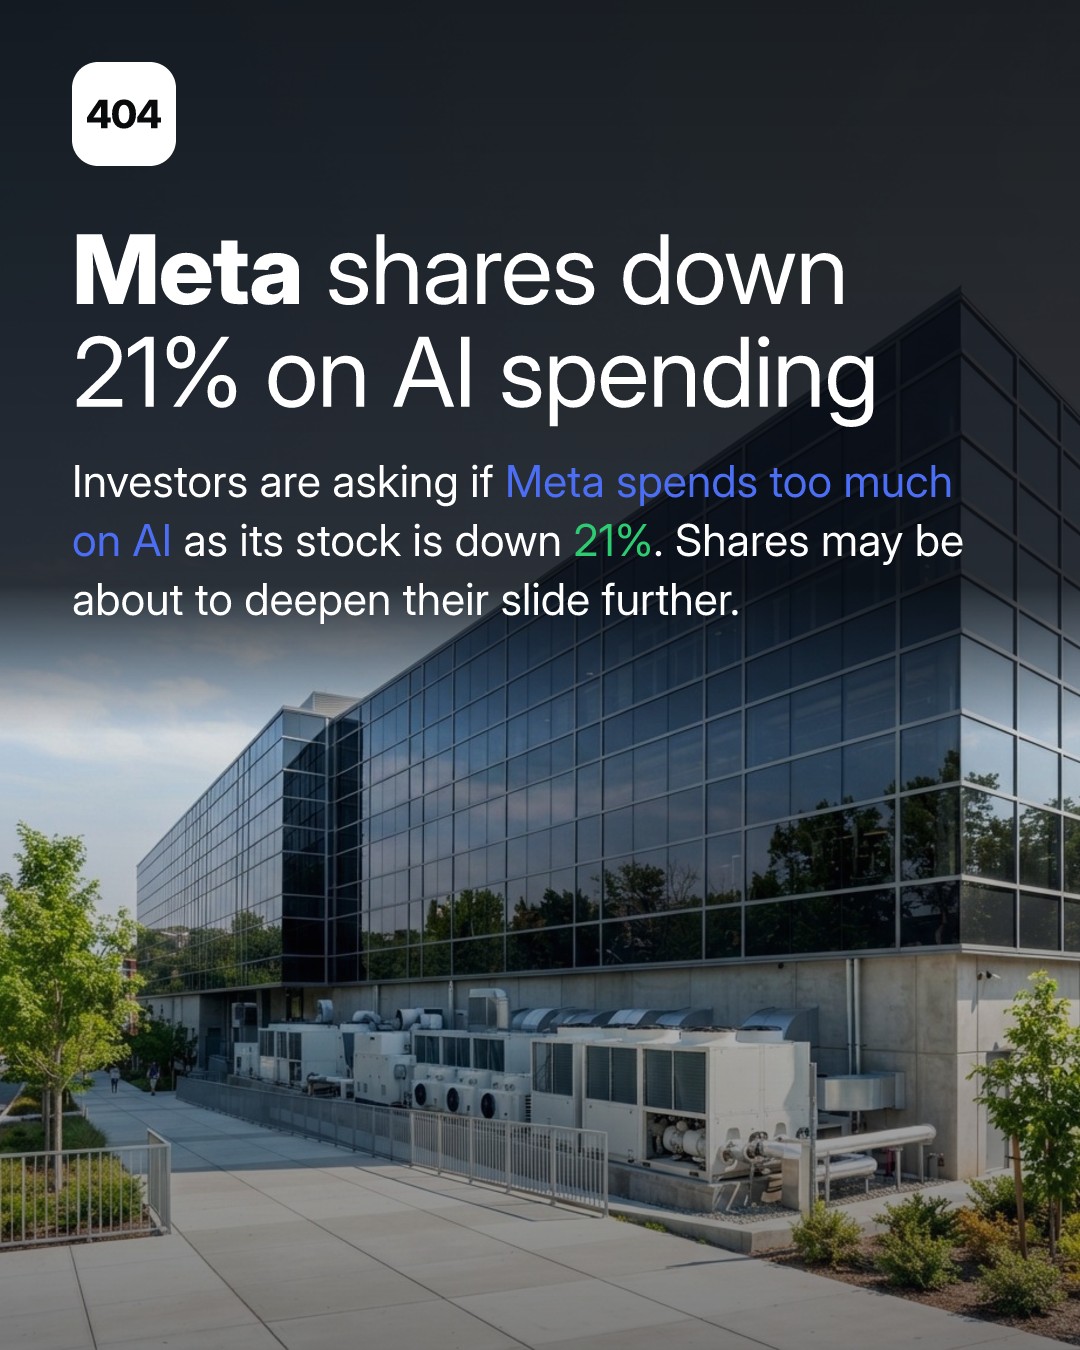 404
Meta shares down
21% on AI spending
Investors are asking if Meta spends too much
on AI as its stock is down 21%. Shares may be
about to deepen their slide further.